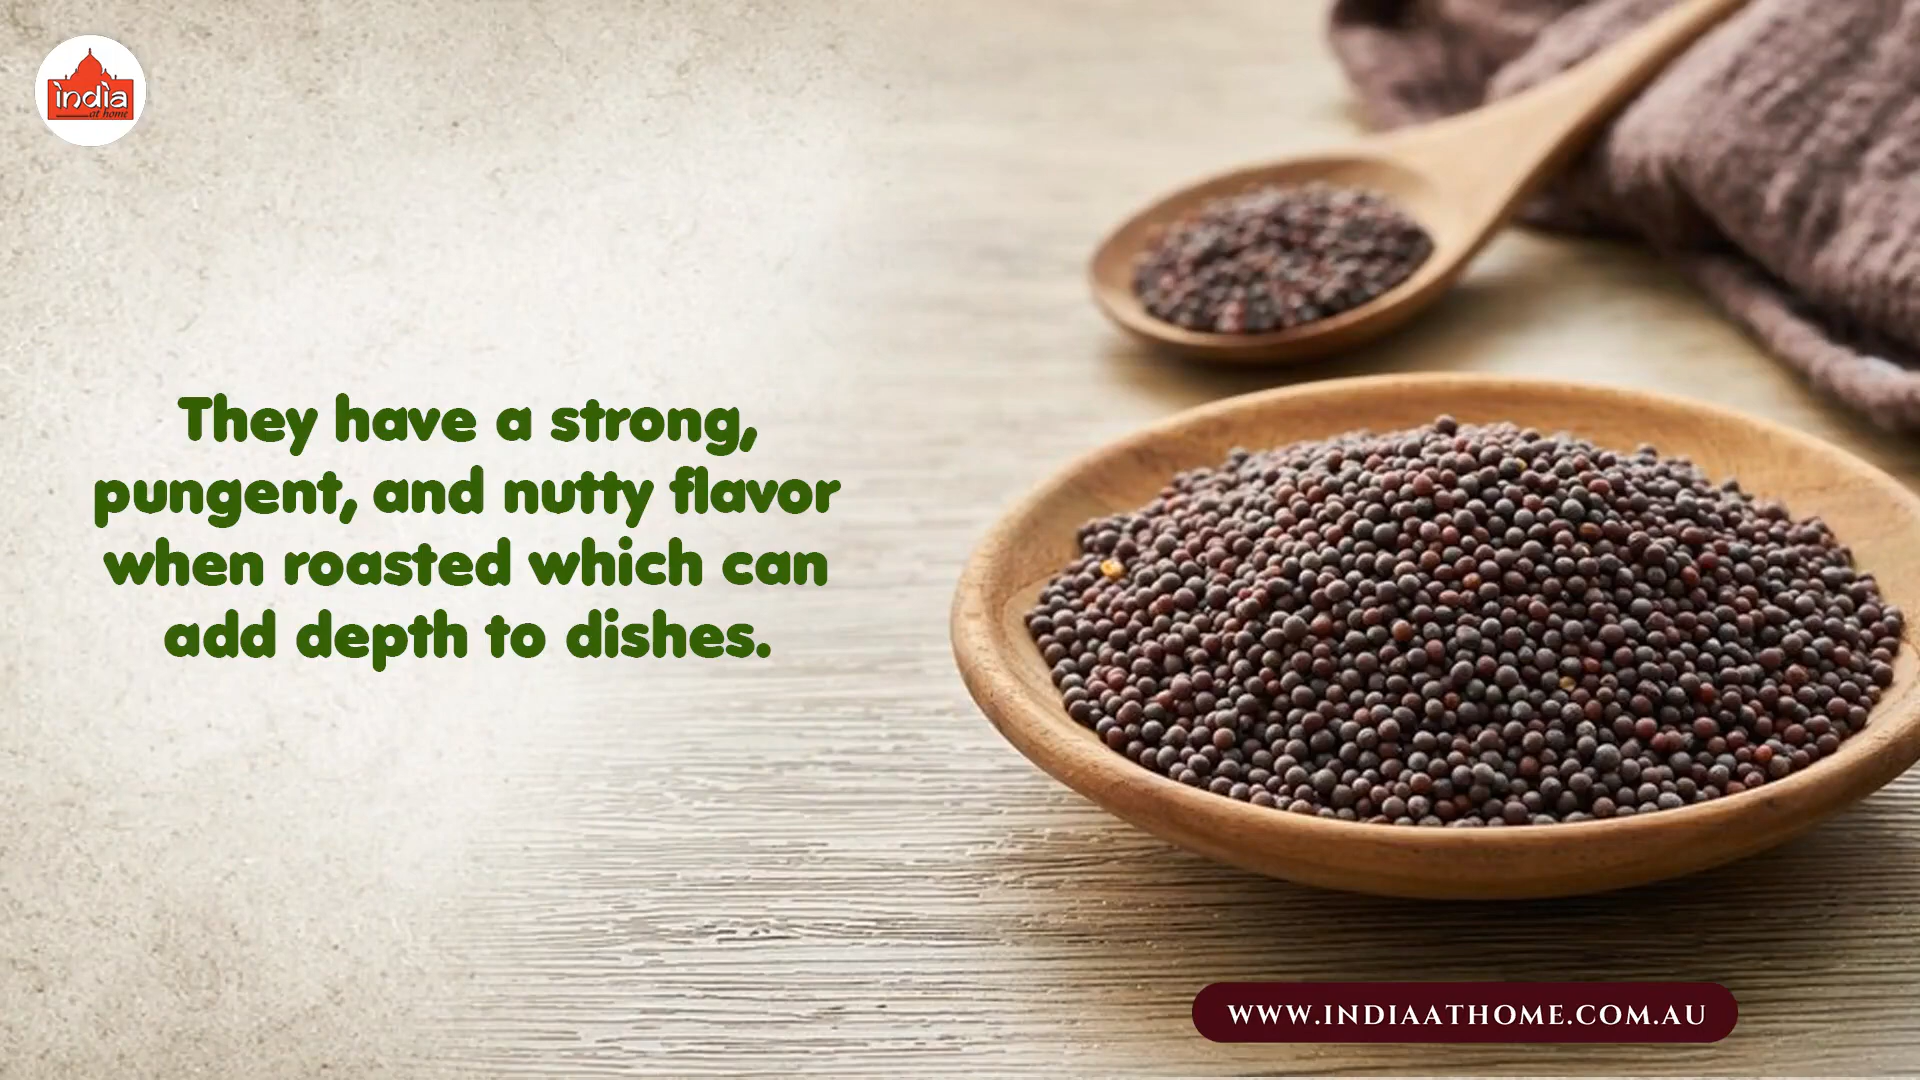 india
at home
They have a strong,
pungent, and nutty flavor
when roasted which can
add depth to dishes.
WWW.INDIAATHOME.COM.AU